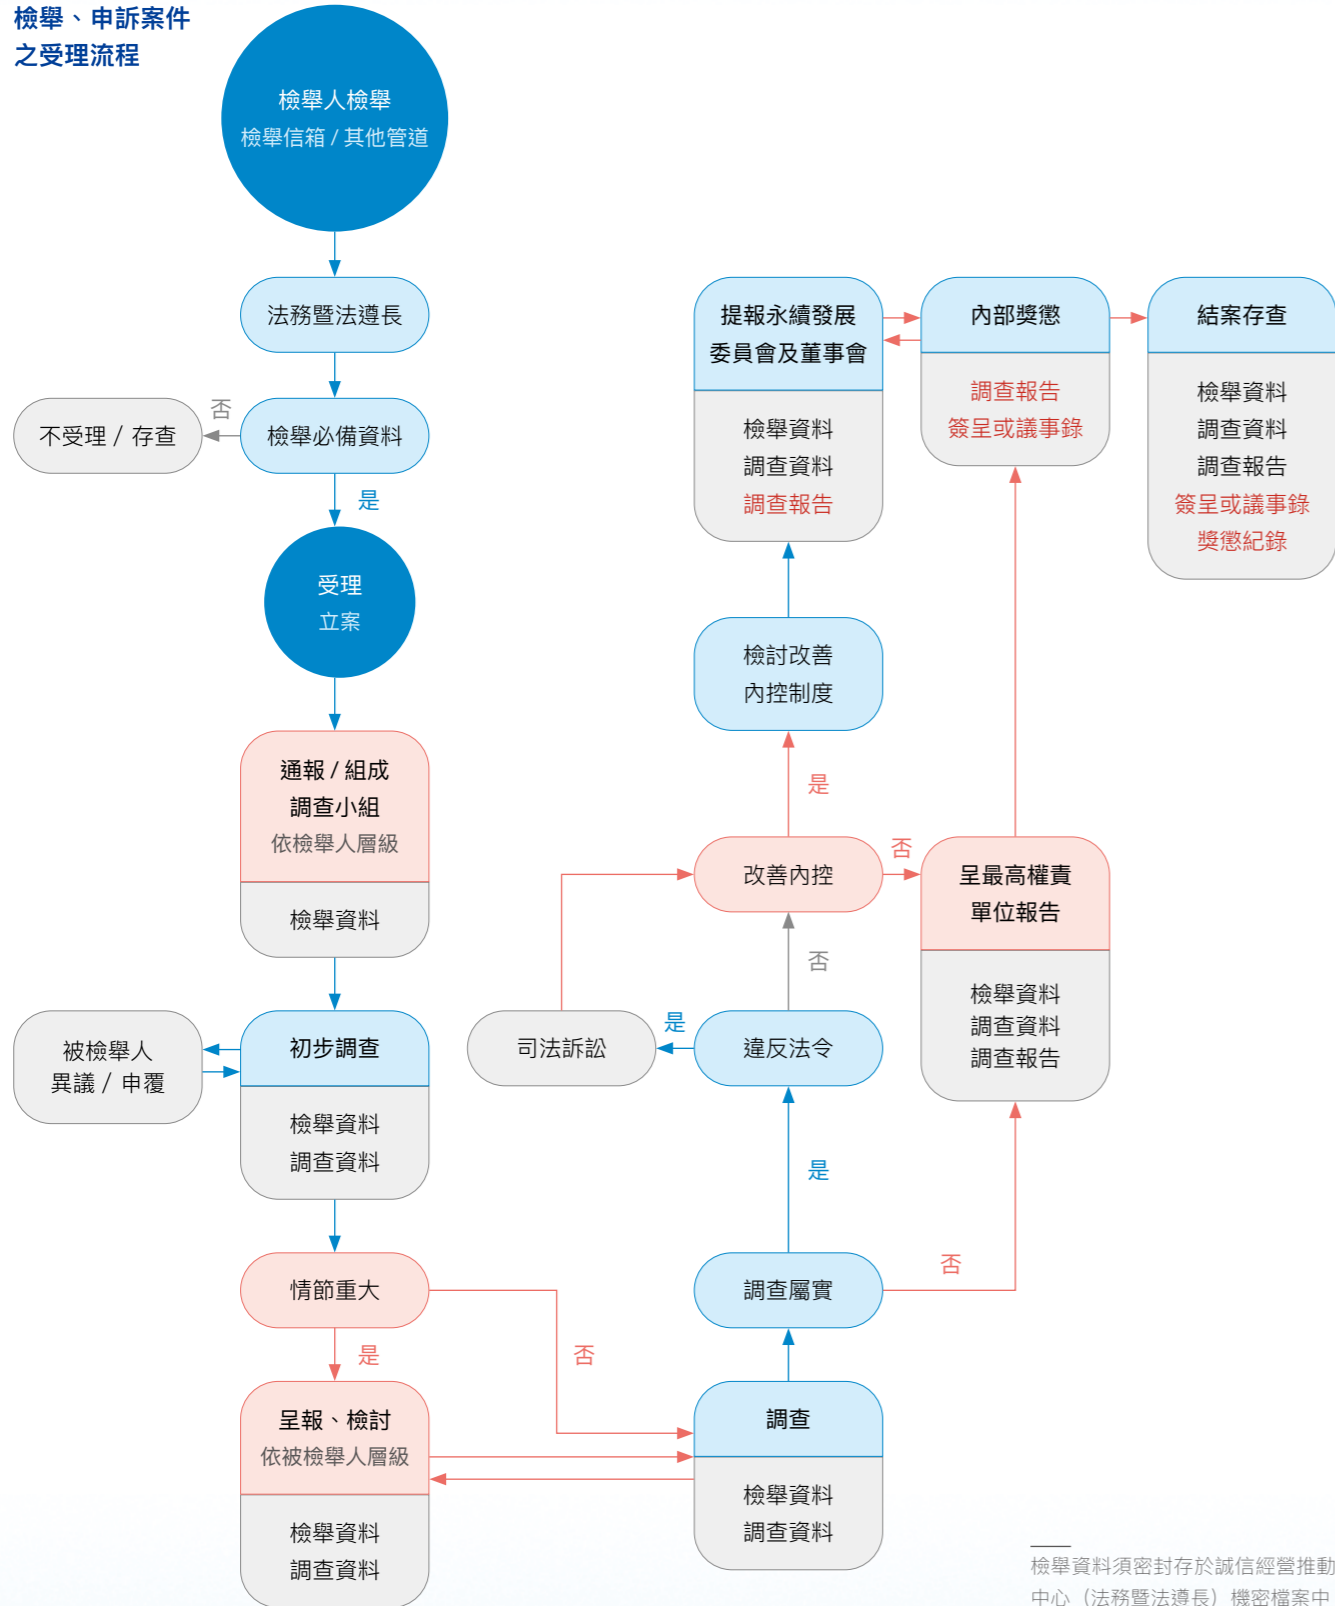 檢舉、申訴案件
之受理流程
檢舉人檢舉
檢舉信箱 / 其他管道
法務暨法遵長
否
不受理 / 存查
檢舉必備資料
是
受理
立案
通報 / 組成
調查小組
依檢舉人層級
檢舉資料
被檢舉人
異議 / 申覆
初步調查
檢舉資料
調查資料
情節重大
是
否
呈報、檢討
依被檢舉人層級
檢舉資料
調查資料
調查
檢舉資料
調查資料
調查屬實
是
否
違反法令
是
司法訴訟
否
改善內控
是
否
檢討改善
內控制度
呈最高權責
單位報告
檢舉資料
調查資料
調查報告
提報永續發展
委員會及董事會
檢舉資料
調查資料
調查報告
內部獎懲
調查報告
簽呈或議事錄
結案存查
檢舉資料
調查資料
調查報告
簽呈或議事錄
獎懲紀錄
檢舉資料須密封存於誠信經營推動
中心（法務暨法遵長）機密檔案中